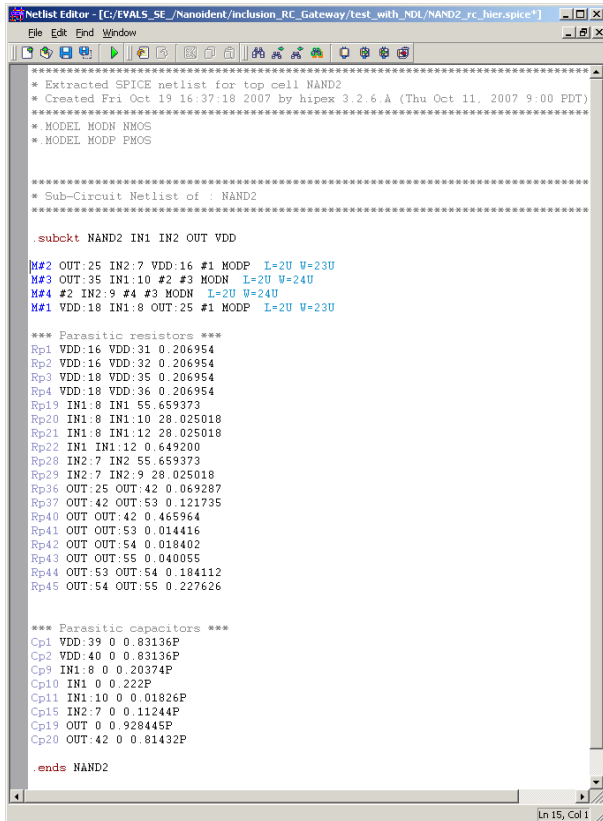 Netlist Editor - [C:/EVALS_SE_/Nanoident/inclusion_RC_Gateway/test_with_NDL/NAND2_rc_hier.spice*]
File Edit Find Window
******************************************************************************
* Extracted SPICE netlist for top cell NAND2
* Created Fri Oct 19 16:37:18 2007 by hipex 3.2.6.A (Thu Oct 11, 2007 9:00 PDT)
******************************************************************************
*.MODEL MODN NMOS
*.MODEL MODP PMOS
******************************************************************************
* Sub-Circuit Netlist of : NAND2
******************************************************************************
.subckt NAND2 IN1 IN2 OUT VDD
M#2 OUT:25 IN2:7 VDD:16 #1 MODP L=2U W=23U
M#3 OUT:35 IN1:10 #2 #3 MODN L=2U W=24U
M#4 #2 IN2:9 #4 #3 MODN L=2U W=24U
M#1 VDD:18 IN1:8 OUT:25 #1 MODP L=2U W=23U
*** Parasitic resistors ***
Rp1 VDD:16 VDD:31 0.206954
Rp2 VDD:16 VDD:32 0.206954
Rp3 VDD:18 VDD:35 0.206954
Rp4 VDD:18 VDD:36 0.206954
Rp19 IN1:8 IN1 55.659373
Rp20 IN1:8 IN1:10 28.025018
Rp21 IN1:8 IN1:12 28.025018
Rp22 IN1 IN1:12 0.649200
Rp28 IN2:7 IN2 55.659373
Rp29 IN2:7 IN2:9 28.025018
Rp36 OUT:25 OUT:42 0.069287
Rp37 OUT:42 OUT:53 0.121735
Rp40 OUT OUT:42 0.465964
Rp41 OUT OUT:53 0.014416
Rp42 OUT OUT:54 0.018402
Rp43 OUT OUT:55 0.040055
Rp44 OUT:53 OUT:54 0.184112
Rp45 OUT:54 OUT:55 0.227626
*** Parasitic capacitors ***
Cp1 VDD:39 0 0.83136P
Cp2 VDD:40 0 0.83136P
Cp9 IN1:8 0 0.20374P
Cp10 IN1 0 0.222P
Cp11 IN1:10 0 0.01826P
Cp15 IN2:7 0 0.11244P
Cp19 OUT 0 0.928445P
Cp20 OUT:42 0 0.81432P
.ends NAND2
Ln 15, Col 1